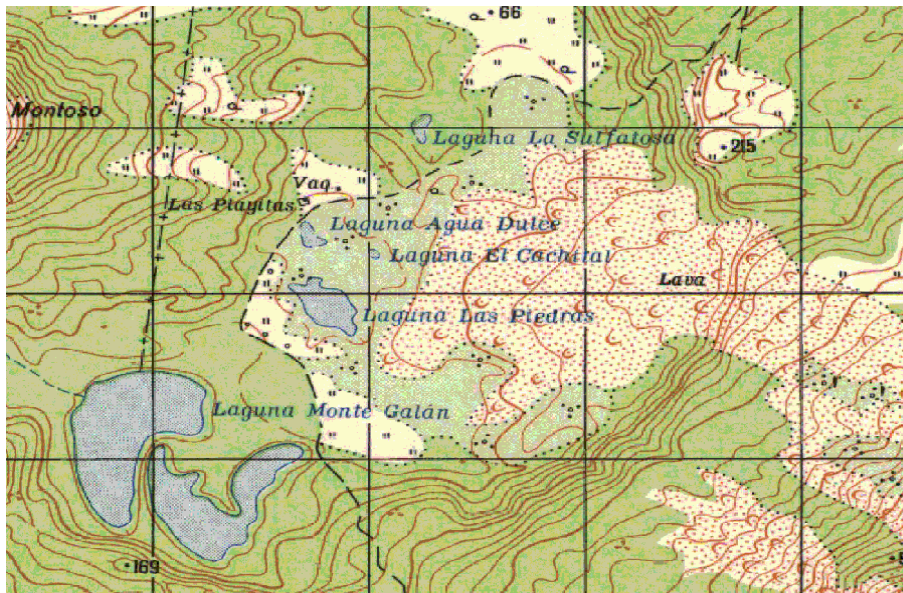 66
Montoso
Laguna La Sulfatosa
215
Vaq.
Las Playitas
Laguna Agua Dulce
Laguna El Cachital
Lava
Laguna Las Piedras
Laguna Monte Galán
169